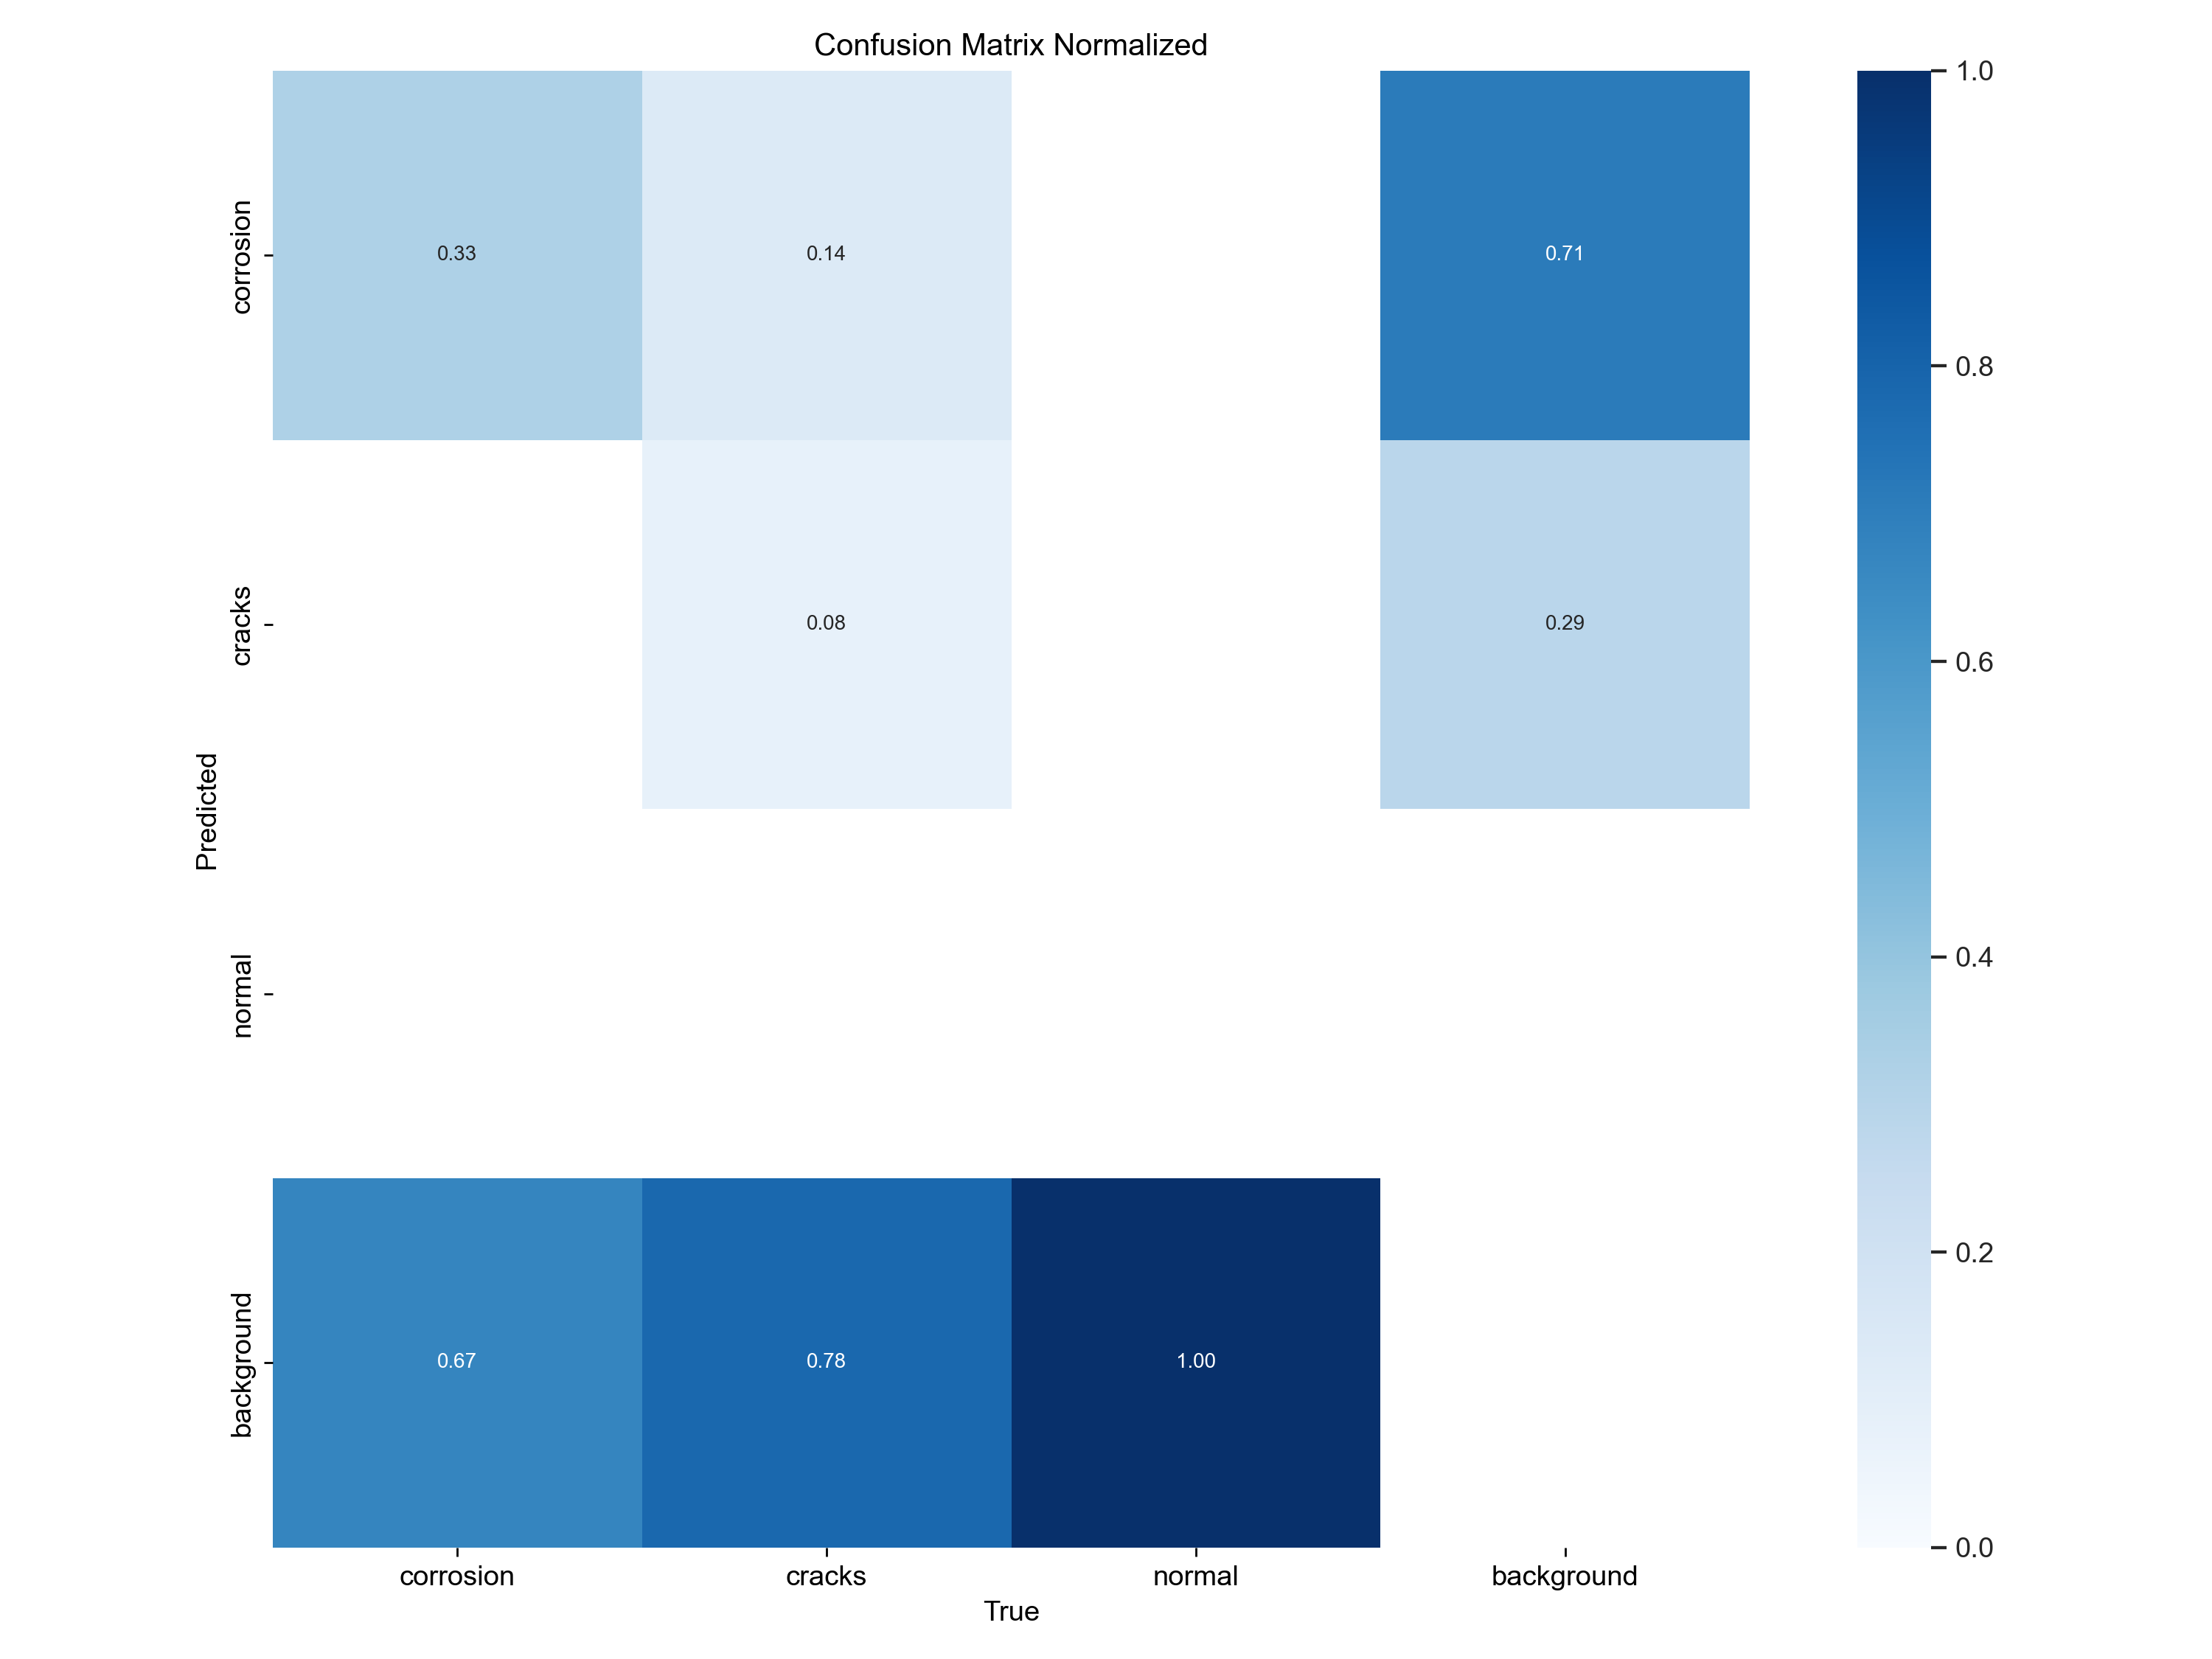 Confusion Matrix Normalized
corrosion
0.33
0.14
0.71
cracks
0.08
0.29
normal
background
0.67
0.78
1.00
Predicted
corrosion
cracks
normal
background
True
1.0
0.8
0.6
0.4
0.2
0.0